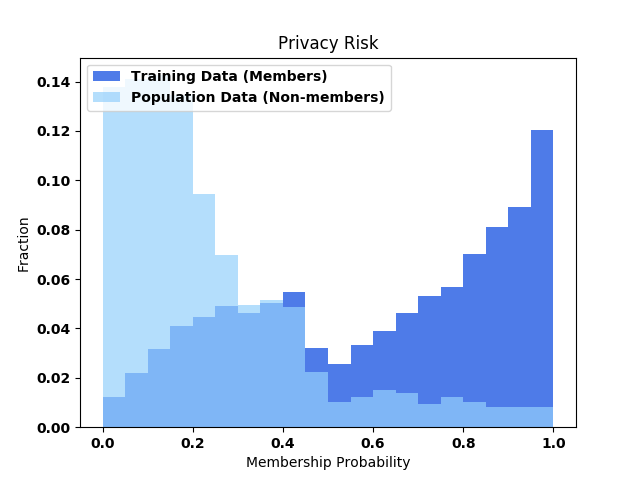 Privacy Risk
Training Data (Members)
Population Data (Non-members)
0.14
0.12
0.10
0.08
0.06
0.04
0.02
0.00
Fraction
0.0 0.2 0.4 0.6 0.8 1.0
Membership Probability